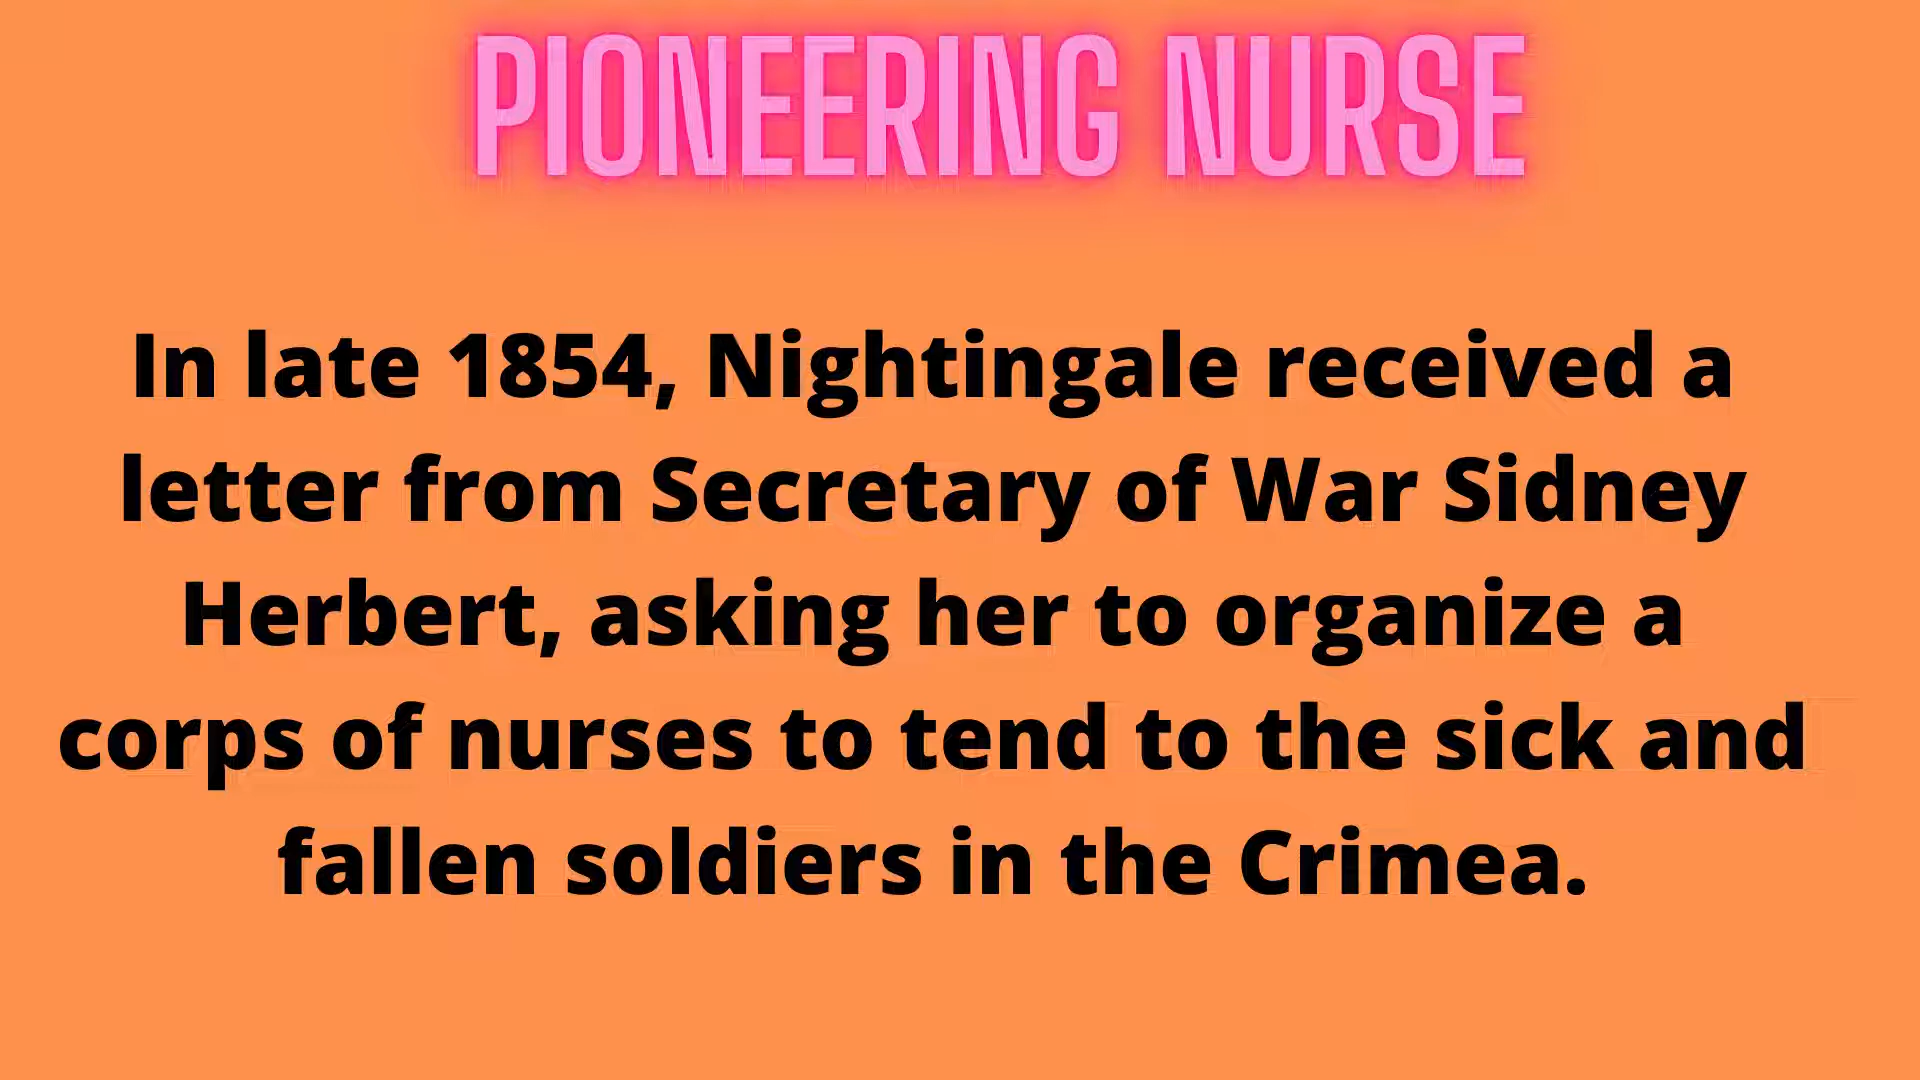 PIONEERING NURSE
In late 1854, Nightingale received a
letter from Secretary of War Sidney
Herbert, asking her to organize a
corps of nurses to tend to the sick and
fallen soldiers in the Crimea.